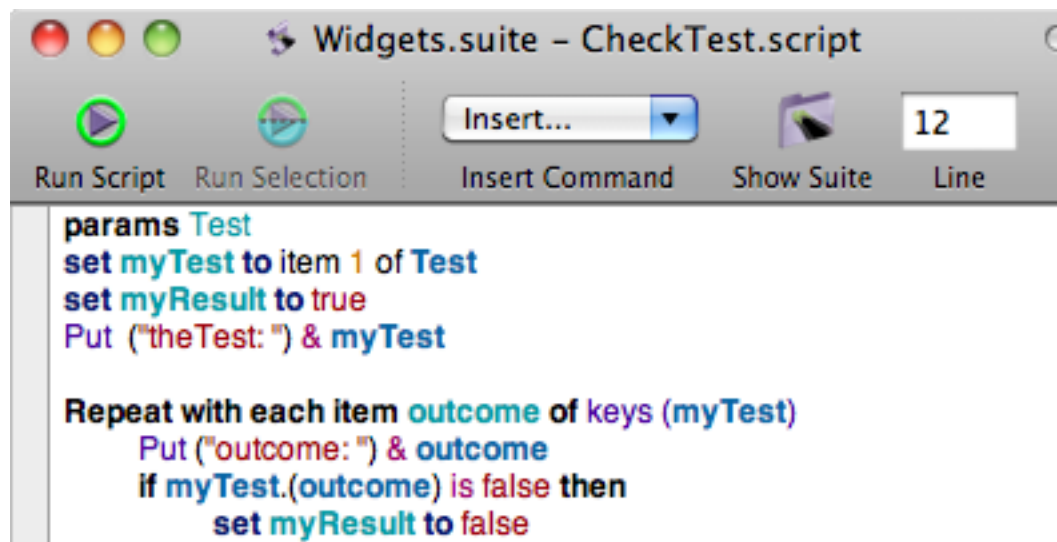 Widgets.suite – CheckTest.script
Insert... 12
Run Script Run Selection Insert Command Show Suite Line
params Test
set myTest to item 1 of Test
set myResult to true
Put ("theTest: ") & myTest
Repeat with each item outcome of keys (myTest)
Put ("outcome: ") & outcome
if myTest.(outcome) is false then
set myResult to false